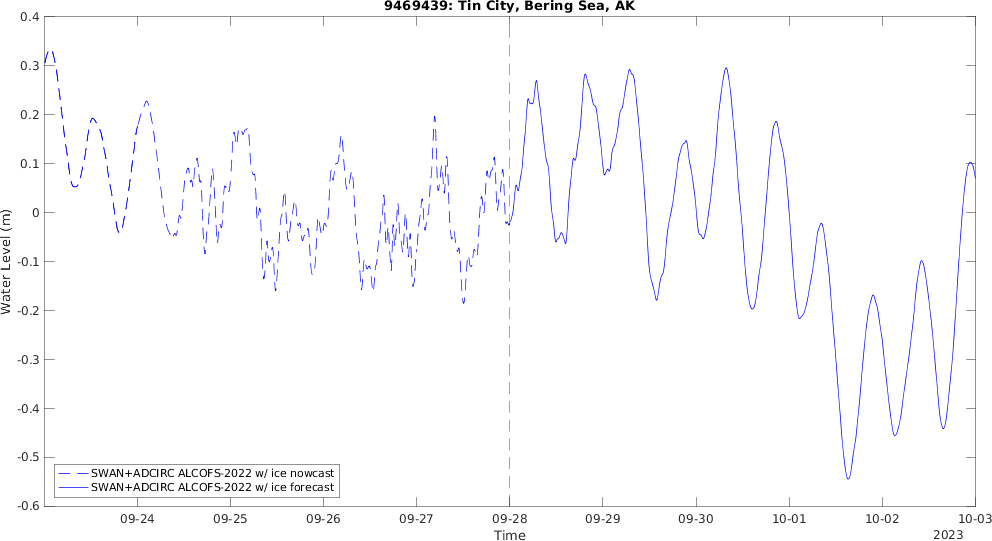 9469439: Tin City, Bering Sea, AK
0.4
0.3
0.2
0.1
0
-0.1
-0.2
-0.3
-0.4
-0.5
-0.6
Water Level (m)
SWAN+ADCIRC ALCOFS-2022 w/ ice nowcast
SWAN+ADCIRC ALCOFS-2022 w/ ice forecast
09-24 09-25 09-26 09-27 09-28 09-29 09-30 10-01 10-02 10-03
Time
2023